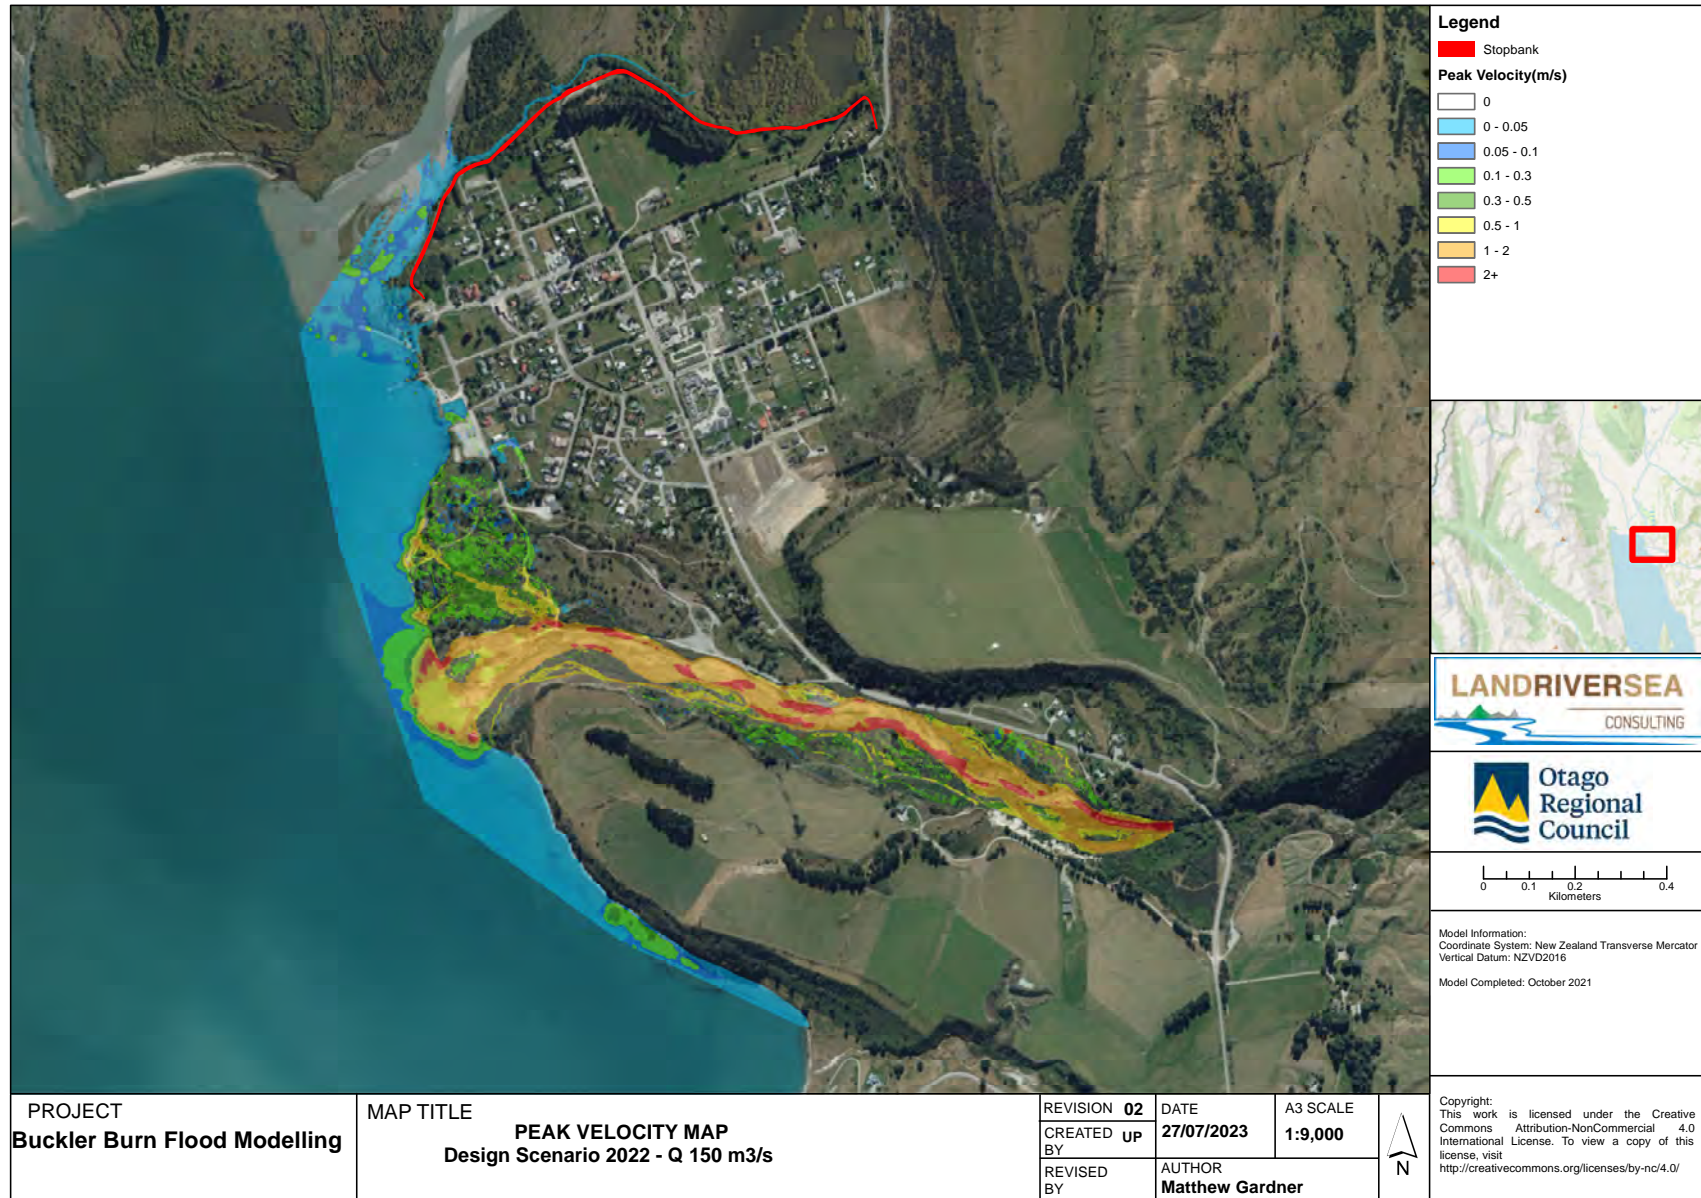 Legend
Stopbank
Peak Velocity(m/s)
0
0 - 0.05
0.05 - 0.1
0.1 - 0.3
0.3 - 0.5
0.5 - 1
1 - 2
2+
LANDRIVERSEA
CONSULTING
Otago
Regional
Council
0 0.1 0.2 0.4
Kilometers
Model Information:
Coordinate System: New Zealand Transverse Mercator
Vertical Datum: NZVD2016
Model Completed: October 2021
Copyright:
This work is licensed under the Creative
Commons Attribution-NonCommercial 4.0
International License. To view a copy of this
license, visit
http://creativecommons.org/licenses/by-nc/4.0/
PROJECT
Buckler Burn Flood Modelling
MAP TITLE
PEAK VELOCITY MAP
Design Scenario 2022 - Q 150 m3/s
REVISION 02
CREATED BY UP
REVISED BY
DATE
27/07/2023
A3 SCALE
1:9,000
AUTHOR
Matthew Gardner
N